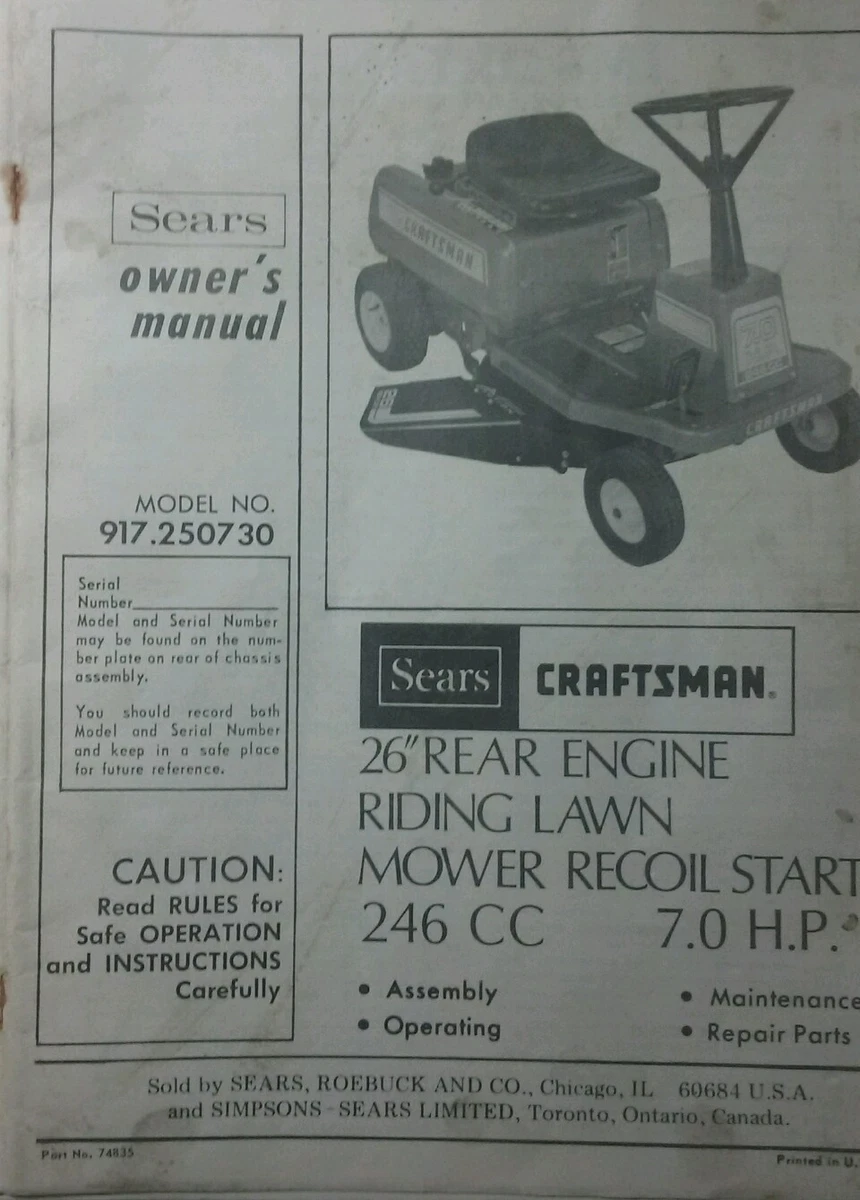 Sears
owner's
manual
MODEL NO.
917.250730
Serial
Number
Model and Serial Number
may be found on the num-
ber plate on rear of chassis
assembly.
You should record both
Model and Serial Number
and keep in a safe place
for future reference.
CAUTION:
Read RULES for
Safe OPERATION
and INSTRUCTIONS
Carefully
CRAFTSMAN
7.0
CRAFTSMAN
Sears CRAFTSMAN®
26" REAR ENGINE
RIDING LAWN
MOWER RECOIL START
246 CC 7.0 H.P.
• Assembly • Maintenance
• Operating • Repair Parts
Sold by SEARS, ROEBUCK AND CO., Chicago, IL 60684 U.S.A.
and SIMPSONS-SEARS LIMITED, Toronto, Ontario, Canada.
Part No. 74835 Printed in U.